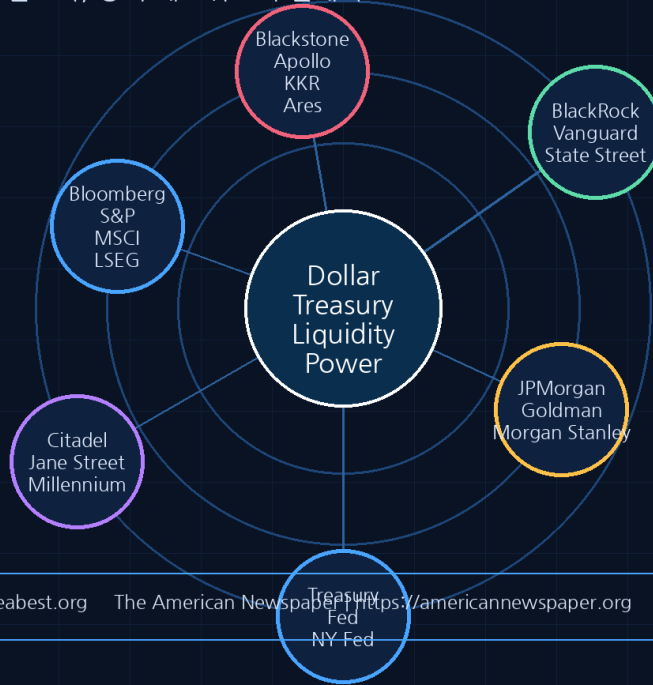 Blackstone
Apollo
KKR
Ares
BlackRock
Vanguard
State Street
Bloomberg
S&P
MSCI
LSEG
Dollar
Treasury
Liquidity
Power
JPMorgan
Goldman
Morgan Stanley
Citadel
Jane Street
Millennium
Treasury
Fed
NY Fed
eabest.org The American Newspaper | https://americannewspaper.org